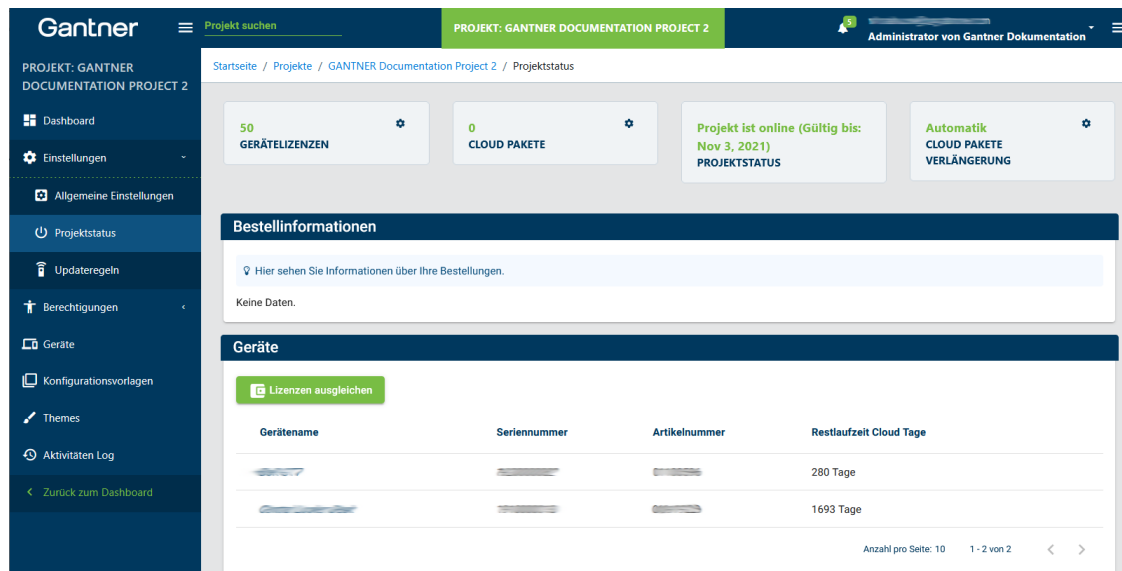 Gantner
Projekt suchen
PROJEKT: GANTNER DOCUMENTATION PROJECT 2
5
Administrator von Gantner Dokumentation
PROJEKT: GANTNER
DOCUMENTATION PROJECT 2
Dashboard
Einstellungen
Allgemeine Einstellungen
Projektstatus
Updateregeln
Berechtigungen
Geräte
Konfigurationsvorlagen
Themes
Aktivitäten Log
Zurück zum Dashboard
Startseite / Projekte / GANTNER Documentation Project 2 / Projektstatus
50
GERÄTELIZENZEN
0
CLOUD PAKETE
Projekt ist online (Gültig bis:
Nov 3, 2021)
PROJEKTSTATUS
Automatik
CLOUD PAKETE
VERLÄNGERUNG
Bestellinformationen
Hier sehen Sie Informationen über Ihre Bestellungen.
Keine Daten.
Geräte
Lizenzen ausgleichen
Gerätename Seriennummer Artikelnummer Restlaufzeit Cloud Tage
280 Tage
1693 Tage
Anzahl pro Seite: 10 1 - 2 von 2